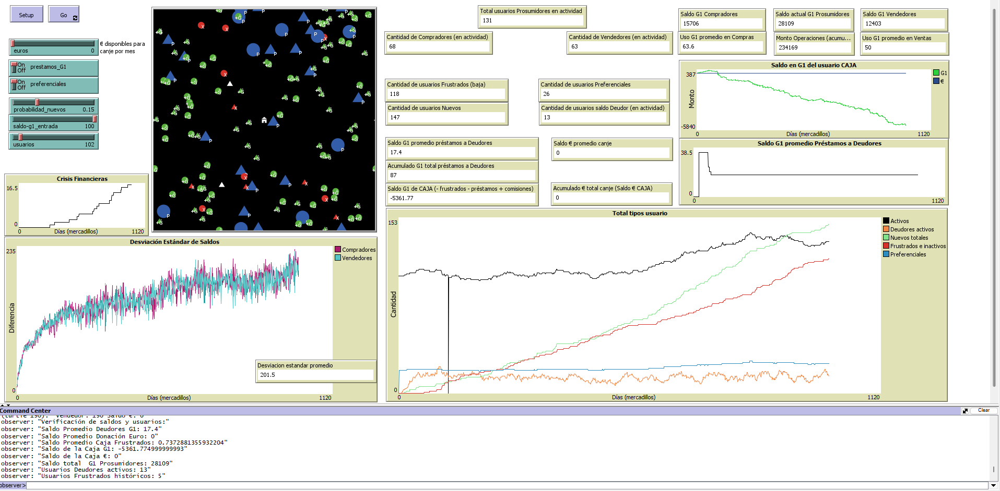 Setup
Go
euros
0
€ disponibles para
canje por mes
On
Off
prestamos_G1
On
Off
preferenciales
probabilidad_nuevos 0.15
saldo-g1_entrada 100
usuarios 102
Total usuarios Prosumidores en actividad
131
Cantidad de Compradores (en actividad)
68
Cantidad de Vendedores (en actividad)
63
Saldo G1 Compradores
15706
Saldo actual G1 Prosumidores
28109
Saldo G1 Vendedores
12403
Uso G1 promedio en Compras
63.6
Monto Operaciones (acumu...
234169
Uso G1 promedio en Ventas
50
Cantidad de usuarios Frustrados (baja)
118
Cantidad de usuarios Preferenciales
26
Cantidad de usuarios Nuevos
147
Cantidad de usuarios saldo Deudor (en actividad)
13
Saldo G1 promedio préstamos a Deudores
17.4
Saldo € promedio canje
0
Acumulado G1 total préstamos a Deudores
87
Saldo G1 de CAJA (- frustrados - préstamos + comisiones)
-5361.77
Acumulado € total canje (Saldo € CAJA)
0
Saldo en G1 del usuario CAJA
387
Monto
-5840
0
Días (mercadillos)
1120
G1
€
Saldo G1 promedio Préstamos a Deudores
38.5
0
0
1120
Crisis Financieras
16.5
0
0
Días (mercadillos)
1120
Desviación Estándar de Saldos
235
Diferencia
0
0
Días (mercadillos)
1120
Compradores
Vendedores
Desviacion estandar promedio
201.5
Total tipos usuario
153
Cantidad
0
0
Días (mercadillos)
1120
Activos
Deudores activos
Nuevos totales
Frustrados e inactivos
Preferenciales
Command Center
Clear
observer: "Verificación de saldos y usuarios:"
observer: "Saldo Promedio Deudores G1: 17.4"
observer: "Saldo Promedio Donación Euro: 0"
observer: "Saldo Promedio Caja Frustrados: 0.7372881355932204"
observer: "Saldo de la Caja G1: -5361.774999999993"
observer: "Saldo de la Caja €: 0"
observer: "Saldo total  G1 Prosumidores: 28109"
observer: "Usuarios Deudores activos: 13"
observer: "Usuarios Frustrados históricos: 5"
observer>